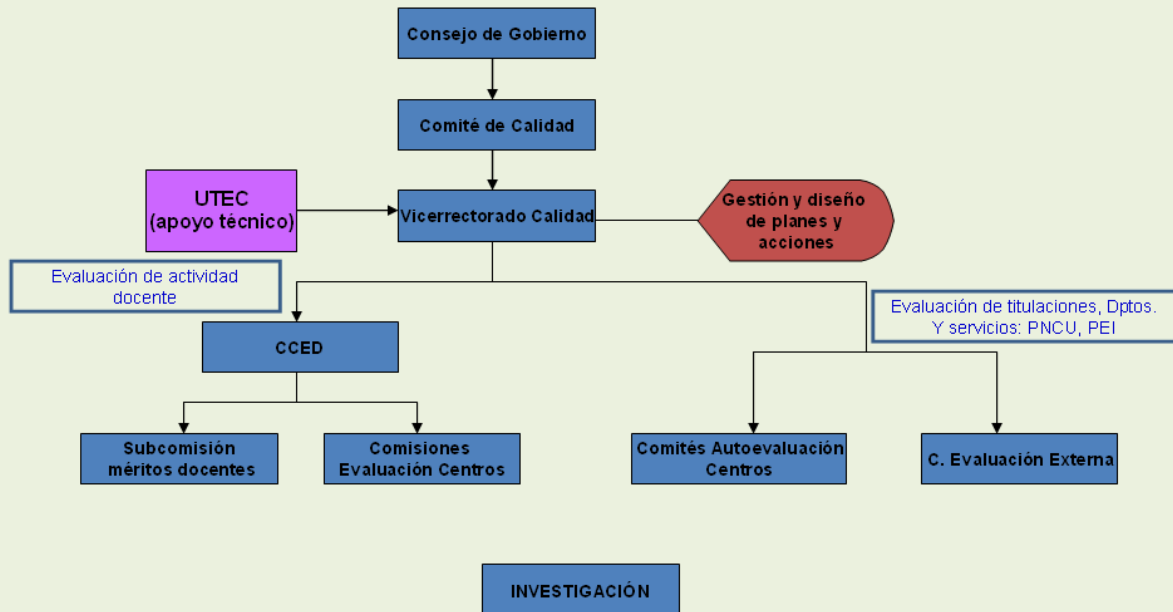 Consejo de Gobierno
Comité de Calidad
UTEC
(apoyo técnico)
Vicerrectorado Calidad
Gestión y diseño
de planes y
acciones
Evaluación de actividad
docente
Evaluación de titulaciones, Dptos.
Y servicios: PNCU, PEI
CCED
Subcomisión
méritos docentes
Comisiones
Evaluación Centros
Comités Autoevaluación
Centros
C. Evaluación Externa
INVESTIGACIÓN